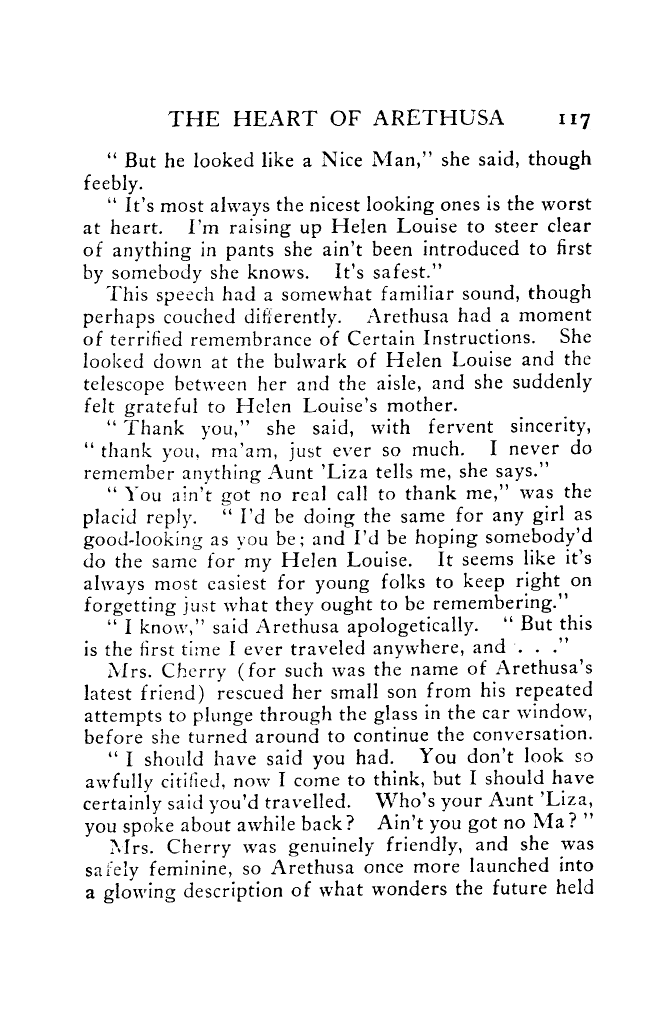 THE HEART OF ARETHUSA 117
“ But he looked like a Nice Man,” she said, though
feebly.
“ It's most always the nicest looking ones is the worst
at heart. I'm raising up Helen Louise to steer clear
of anything in pants she ain't been introduced to first
by somebody she knows. It's safest.”
This speech had a somewhat familiar sound, though
perhaps couched differently. Arethusa had a moment
of terrified remembrance of Certain Instructions. She
looked down at the bulwark of Helen Louise and the
telescope between her and the aisle, and she suddenly
felt grateful to Helen Louise's mother.
“ Thank you,” she said, with fervent sincerity,
“ thank you, ma'am, just ever so much. I never do
remember anything Aunt 'Liza tells me, she says.”
“ You ain't got no real call to thank me,” was the
placid reply. “ I'd be doing the same for any girl as
good-looking as you be; and I'd be hoping somebody'd
do the same for my Helen Louise. It seems like it's
always most easiest for young folks to keep right on
forgetting just what they ought to be remembering.”
“ I know,” said Arethusa apologetically. “ But this
is the first time I ever traveled anywhere, and . . .”
Mrs. Cherry (for such was the name of Arethusa's
latest friend) rescued her small son from his repeated
attempts to plunge through the glass in the car window,
before she turned around to continue the conversation.
“ I should have said you had. You don't look so
awfully citified, now I come to think, but I should have
certainly said you'd travelled. Who's your Aunt 'Liza,
you spoke about awhile back? Ain't you got no Ma? ”
Mrs. Cherry was genuinely friendly, and she was
safely feminine, so Arethusa once more launched into
a glowing description of what wonders the future held